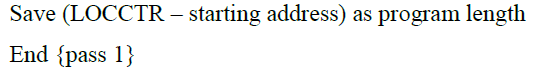 Save (LOCCTR – starting address) as program length
End {pass 1}